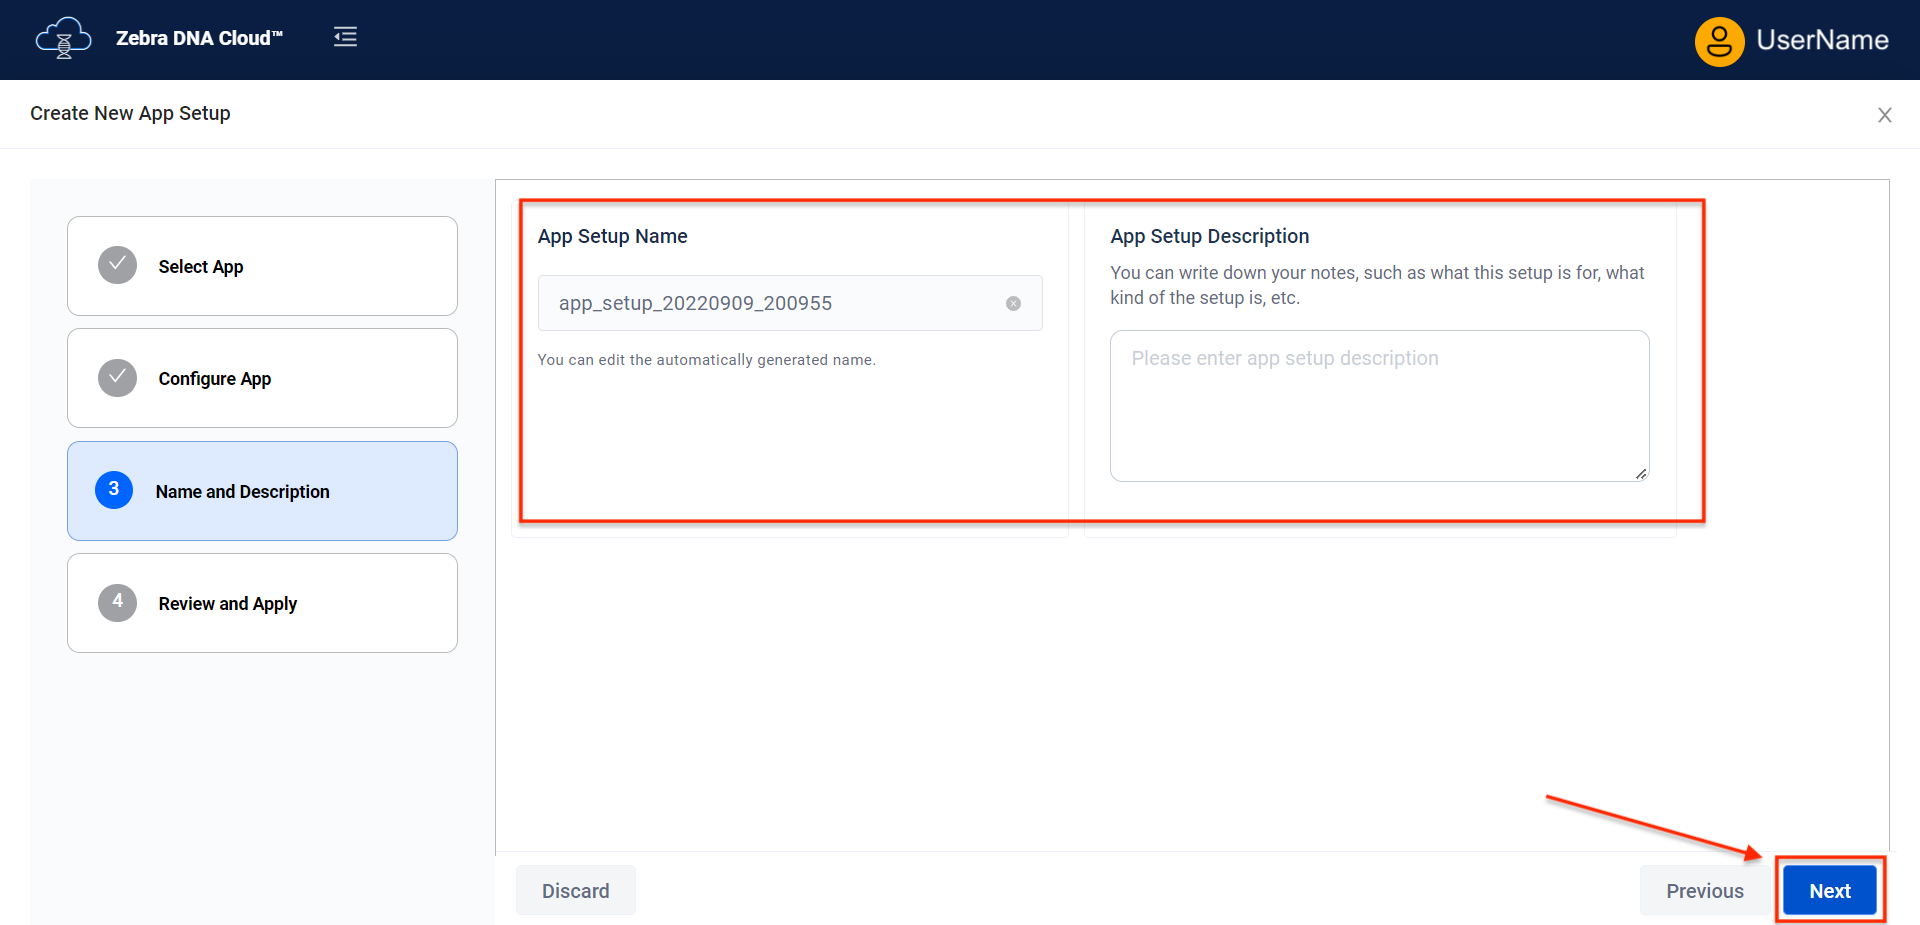 Zebra DNA Cloud™
UserName
Create New App Setup
Select App
Configure App
3
Name and Description
4
Review and Apply
App Setup Name
app_setup_20220909_200955
You can edit the automatically generated name.
App Setup Description
You can write down your notes, such as what this setup is for, what
kind of the setup is, etc.
Please enter app setup description
Discard
Previous
Next